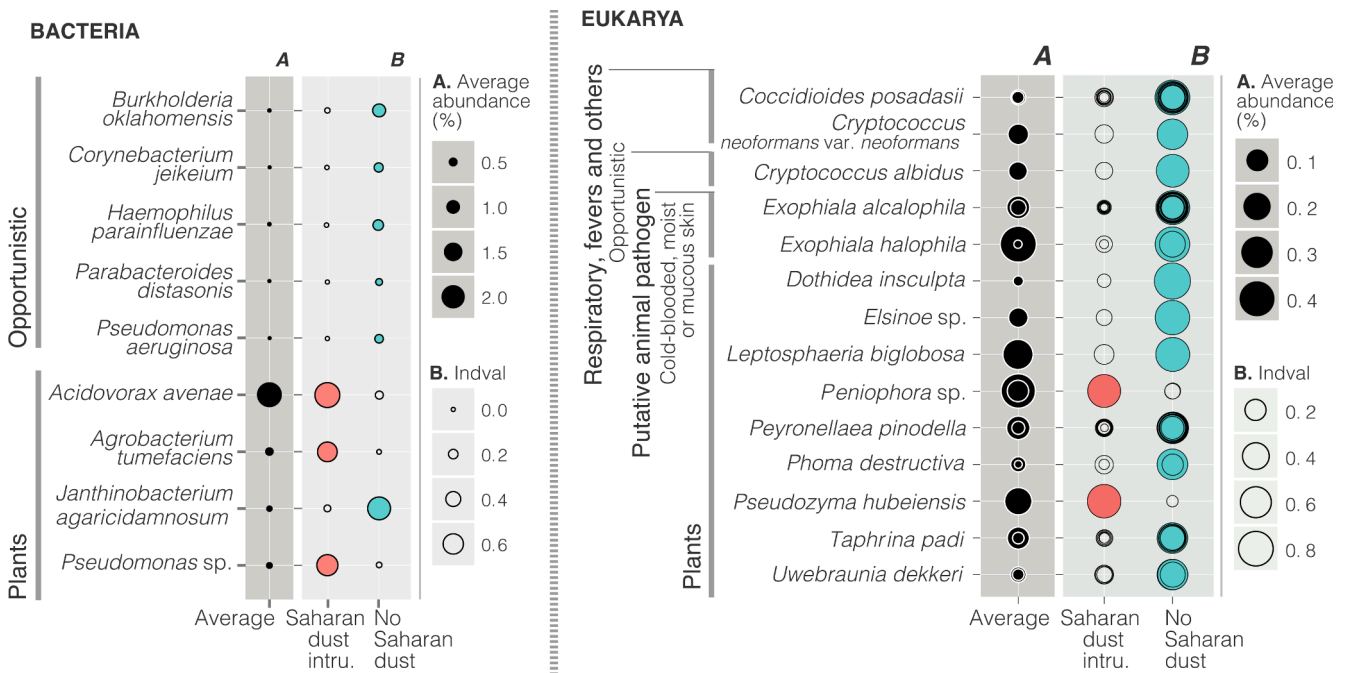 BACTERIA
A
B
Opportunistic
Burkholderia
oklahomensis
Corynebacterium
jeikeium
Haemophilus
parainfluenzae
Parabacteroides
distasonis
Pseudomonas
aeruginosa
Plants
Acidovorax avenae
Agrobacterium
tumefaciens
Janthinobacterium
agaricidamnosum
Pseudomonas sp.
Average
Saharan
dust
intru.
No
Saharan
dust
A. Average
abundance
(%)
0.5
1.0
1.5
2.0
B. Indval
0.0
0.2
0.4
0.6
EUKARYA
A
B
Respiratory, fevers and others
Opportunistic
Putative animal pathogen
Cold-blooded, moist
or mucous skin
Plants
Coccidioides posadasii
Cryptococcus
neoformans var. neoformans
Cryptococcus albidus
Exophiala alcalophila
Exophiala halophila
Dothidea insculpta
Elsinoe sp.
Leptosphaeria biglobosa
Peniophora sp.
Peyronellaea pinodella
Phoma destructiva
Pseudozyma hubeiensis
Taphrina padi
Uwebraunia dekkeri
Average
Saharan
dust
intru.
No
Saharan
dust
A. Average
abundance
(%)
0. 1
0. 2
0. 3
0. 4
B. Indval
0. 2
0. 4
0. 6
0. 8